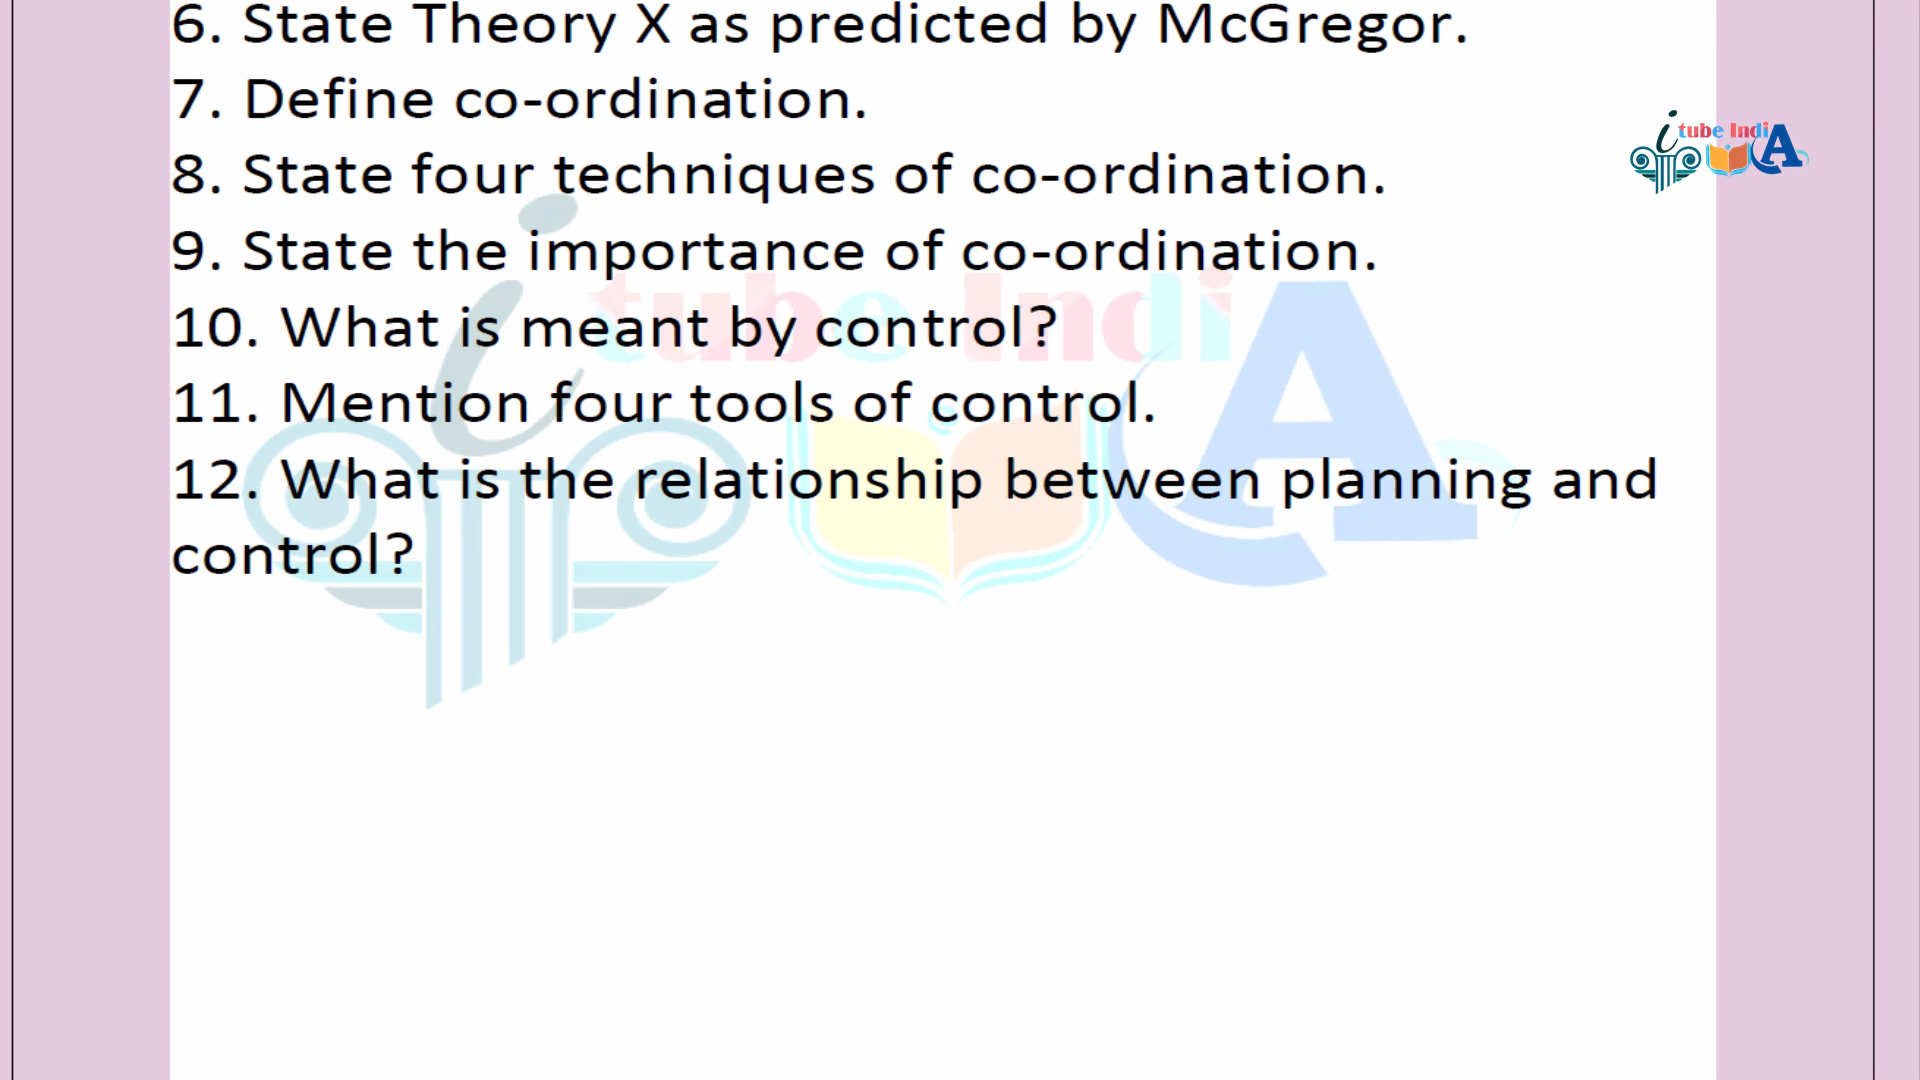 6. State Theory X as predicted by McGregor.
7. Define co-ordination.
8. State four techniques of co-ordination.
9. State the importance of co-ordination.
10. What is meant by control?
11. Mention four tools of control.
12. What is the relationship between planning and
control?
i tube IndiA
i tube IndiA